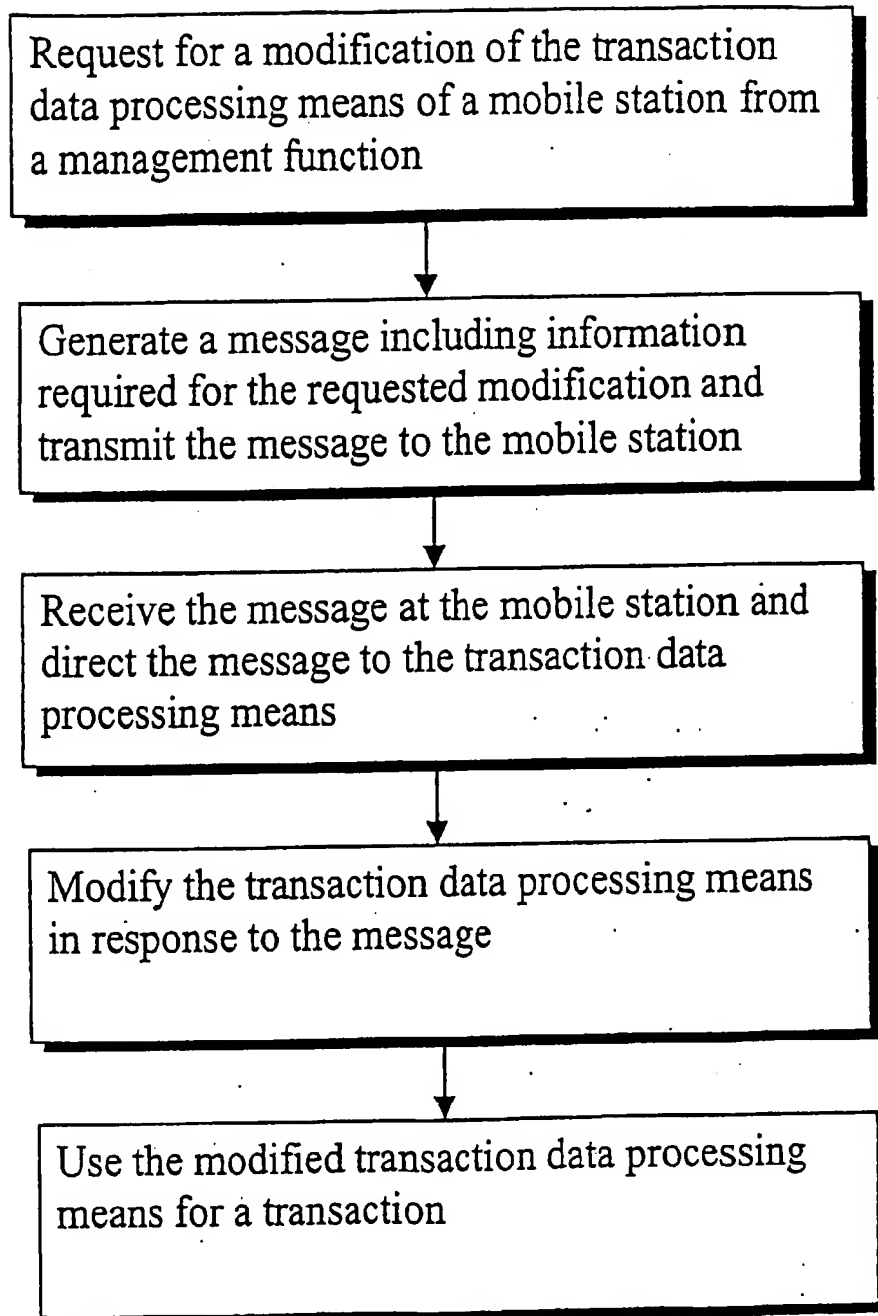 Request for a modification of the transaction
data processing means of a mobile station from
a management function
Generate a message including information
required for the requested modification and
transmit the message to the mobile station
Receive the message at the mobile station and
direct the message to the transaction data
processing means
Modify the transaction data processing means
in response to the message
Use the modified transaction data processing
means for a transaction